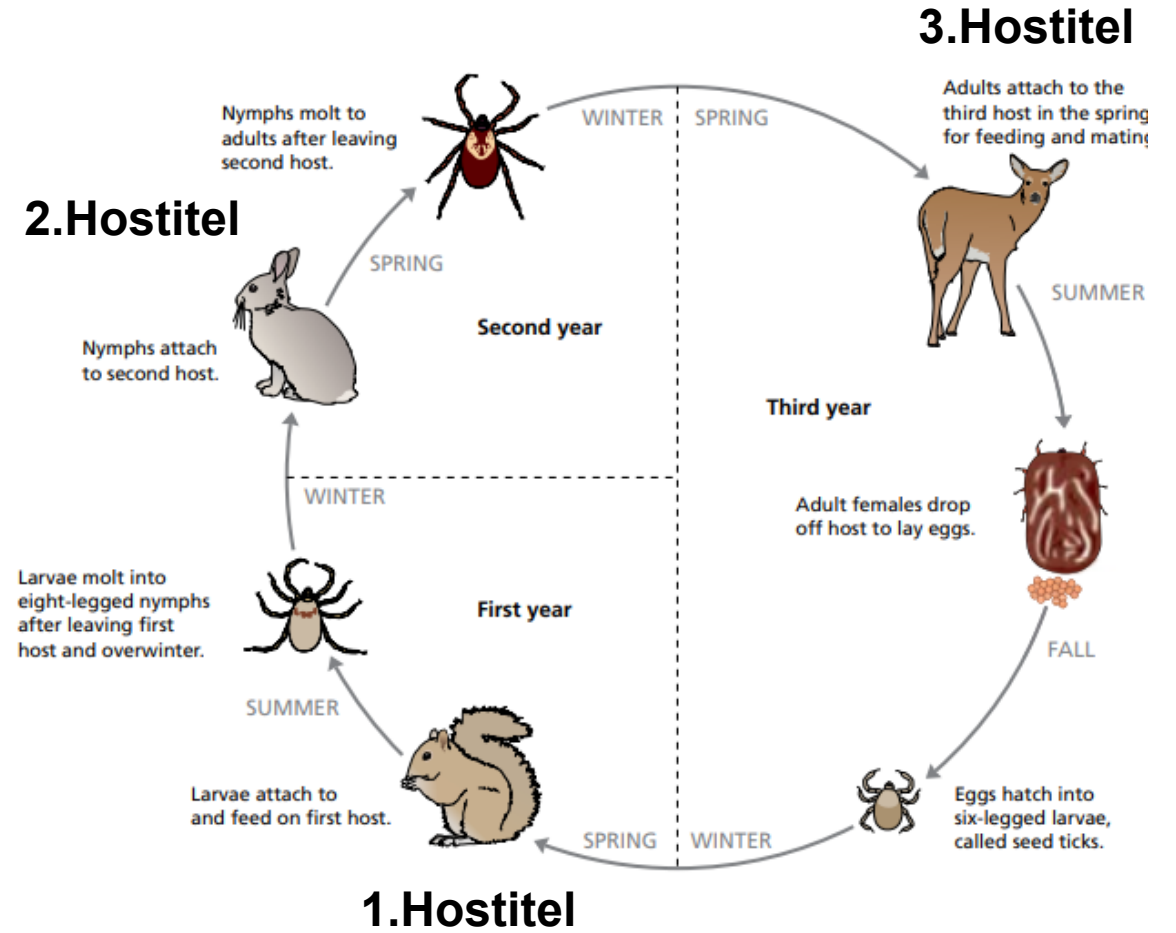 3.Hostitel
Adults attach to the
third host in the spring
for feeding and mating
Nymphs molt to
adults after leaving
second host.
WINTER
SPRING
2.Hostitel
SPRING
SUMMER
Second year
Nymphs attach
to second host.
Third year
WINTER
Adult females drop
off host to lay eggs.
Larvae molt into
eight-legged nymphs
after leaving first
host and overwinter.
First year
FALL
SUMMER
Larvae attach to
and feed on first host.
Eggs hatch into
six-legged larvae,
called seed ticks.
SPRING
WINTER
1.Hostitel